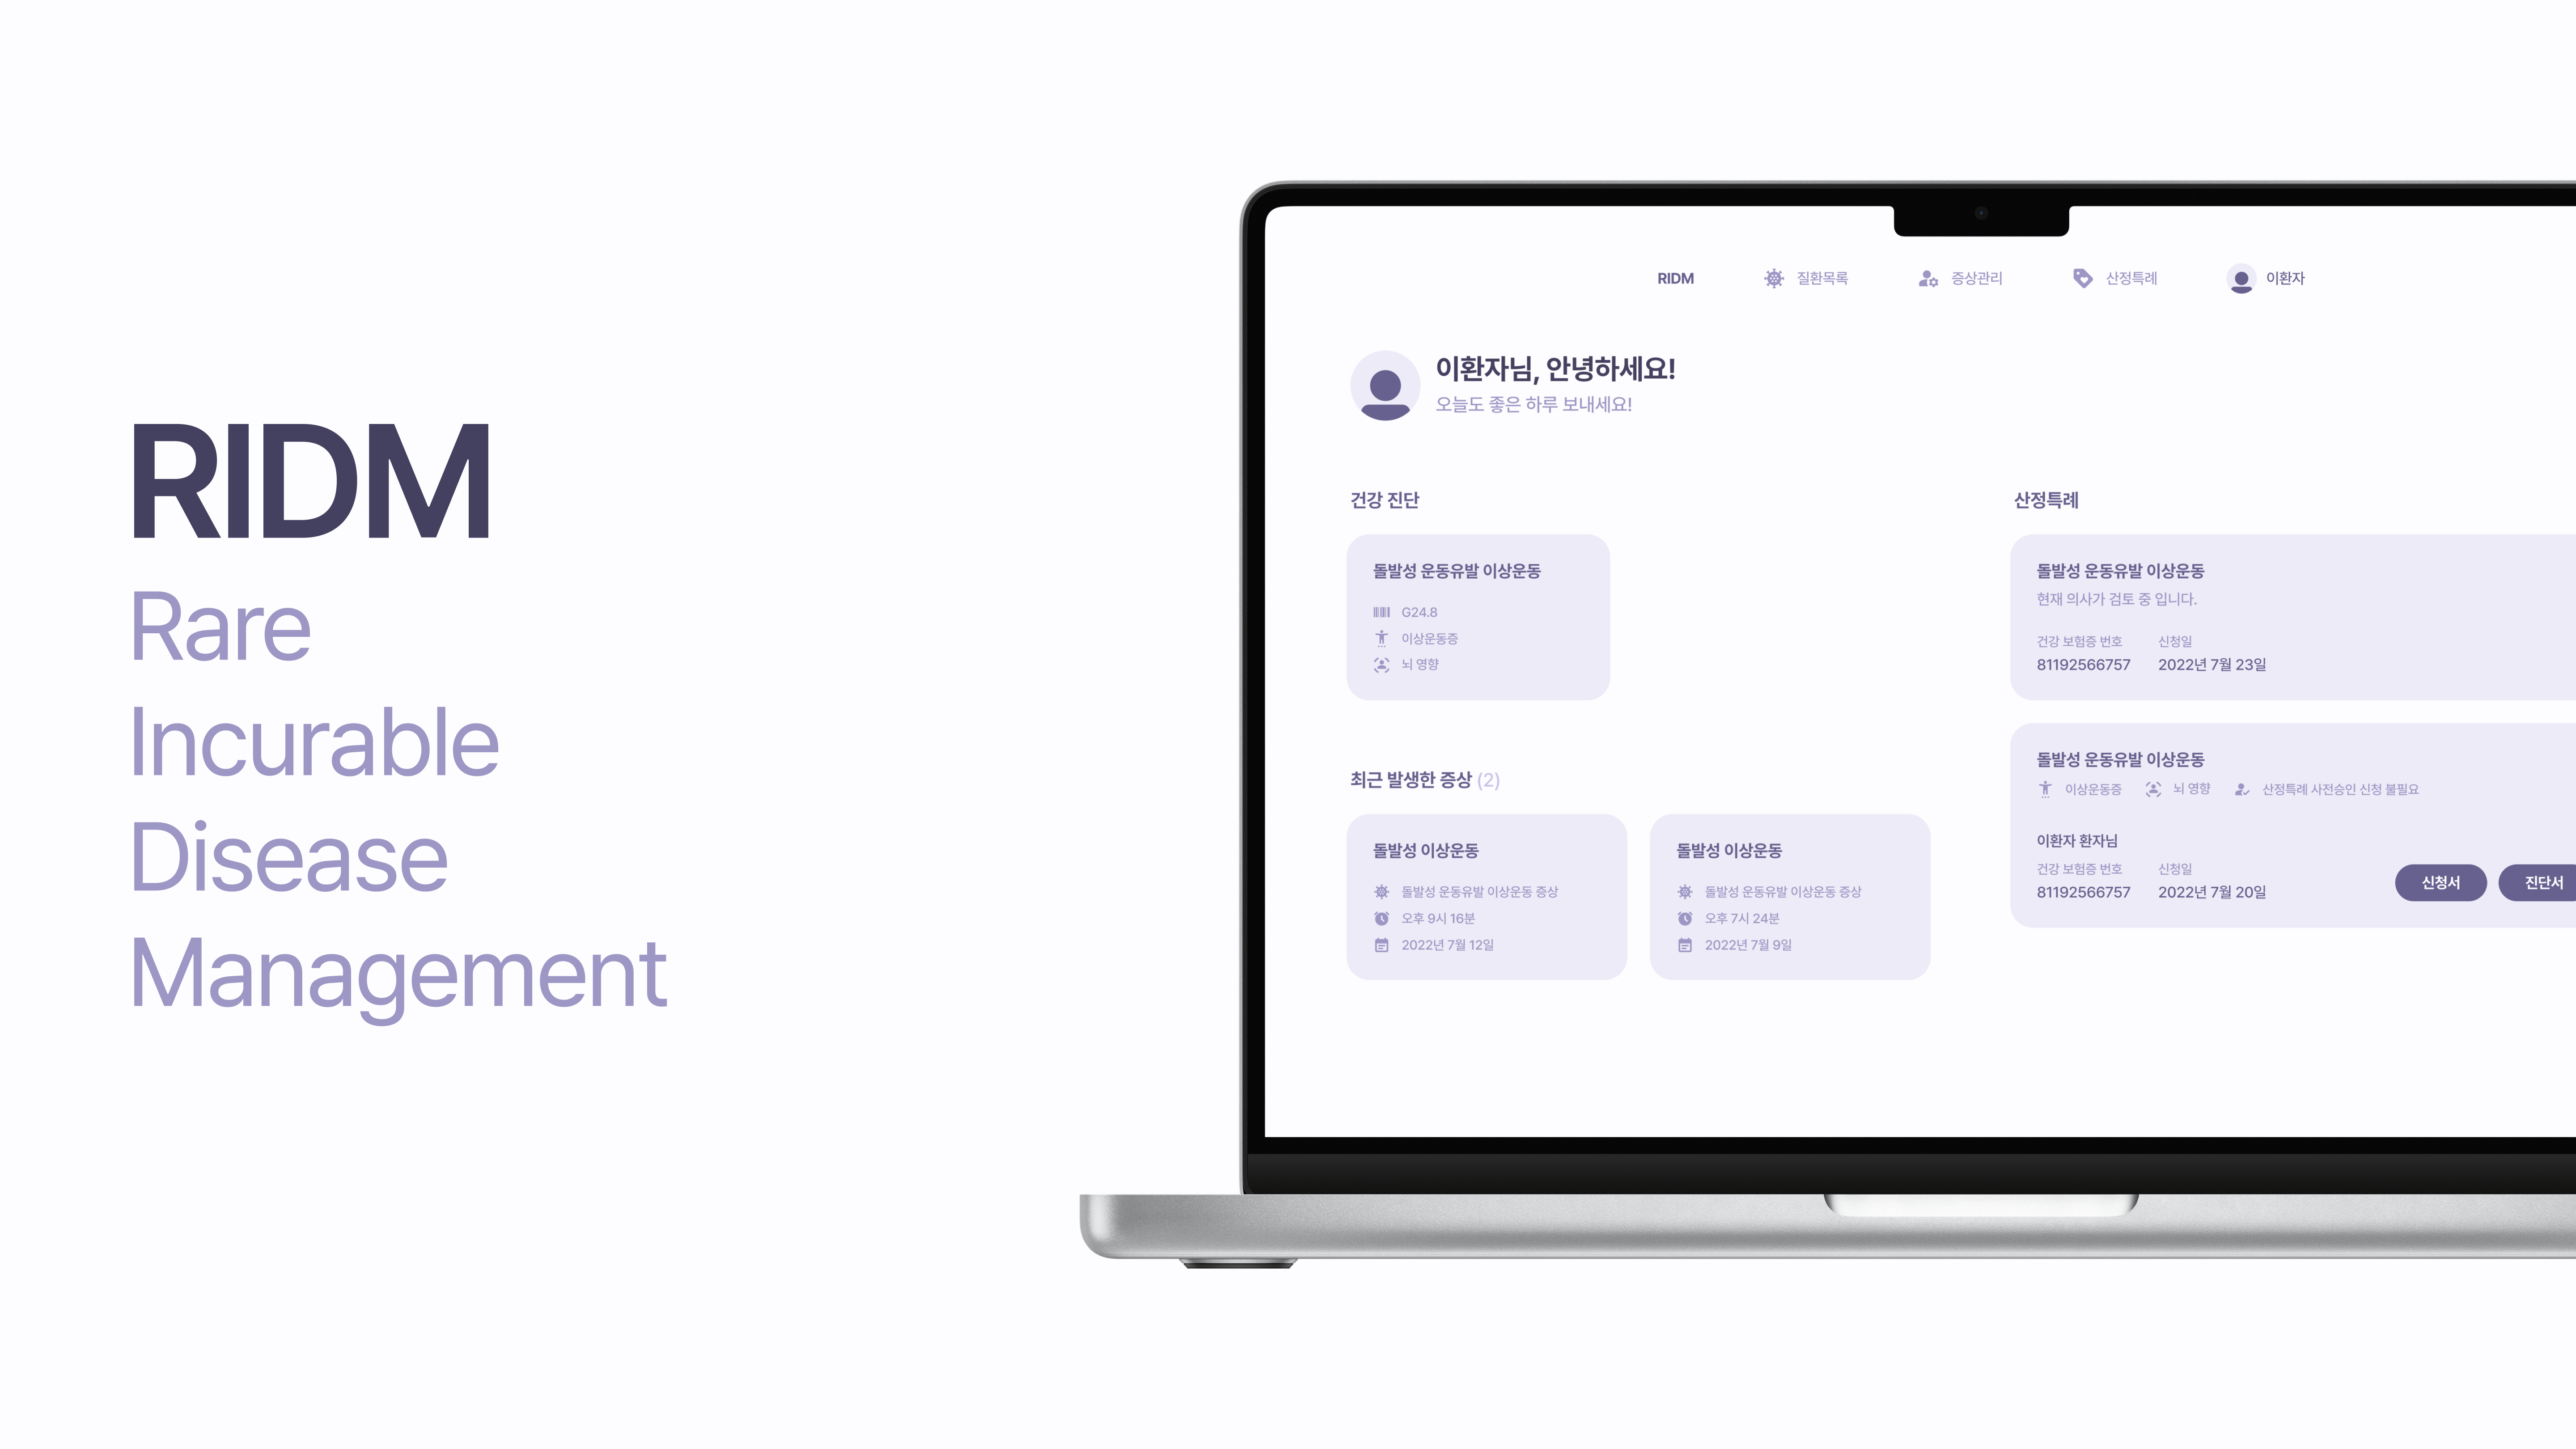 RIDM
Rare
Incurable
Disease
Management
RIDM 질환목록 증상관리 산정특례 이환자
이환자님, 안녕하세요!
오늘도 좋은 하루 보내세요!
건강 진단
돌발성 운동유발 이상운동
G24.8
이상운동증
뇌 영향
최근 발생한 증상 (2)
돌발성 이상운동
돌발성 운동유발 이상운동 증상
오후 9시 16분
2022년 7월 12일
돌발성 이상운동
돌발성 운동유발 이상운동 증상
오후 7시 24분
2022년 7월 9일
산정특례
돌발성 운동유발 이상운동
현재 의사가 검토 중 입니다.
건강 보험증 번호 신청일
81192566757 2022년 7월 23일
돌발성 운동유발 이상운동
이상운동증 뇌 영향 산정특례 사전승인 신청 불필요
이환자 환자님
건강 보험증 번호 신청일
81192566757 2022년 7월 20일
신청서 진단서